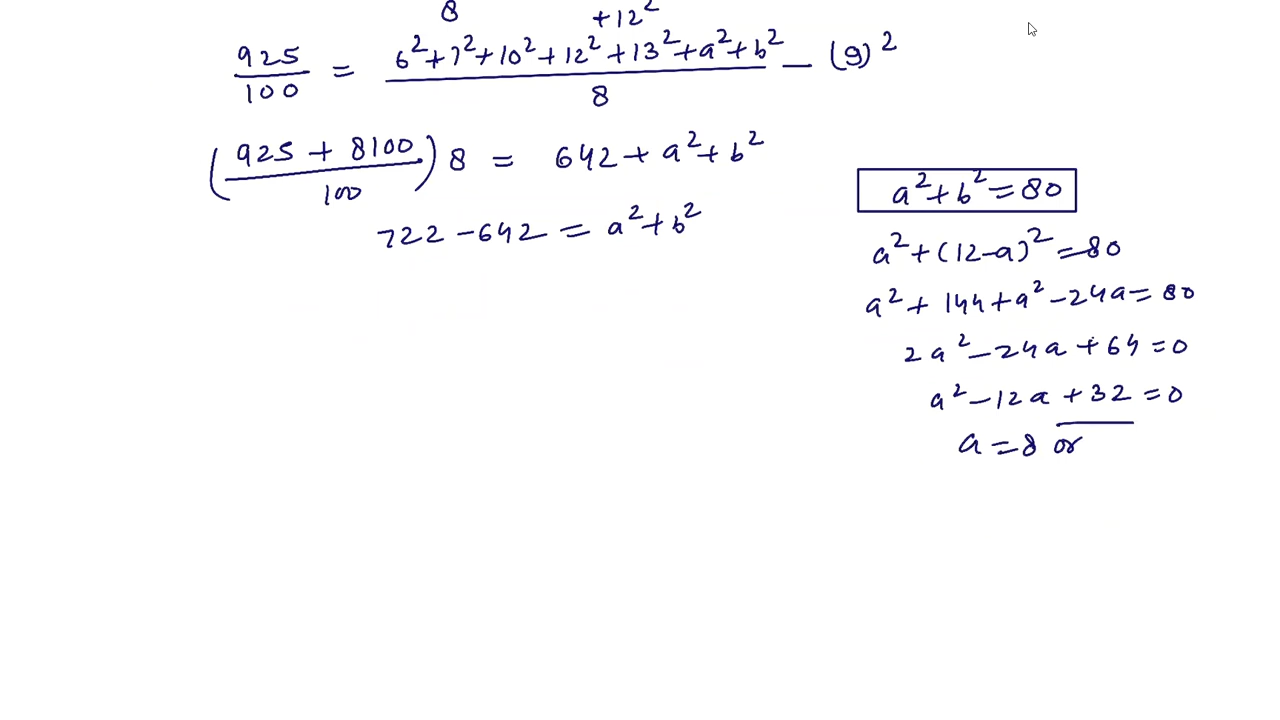 8 +12²
925/100 = (6²+7²+10²+12²+13²+a²+b²)/8 − (9)²
((925 + 8100)/100) 8 = 642 + a² + b²
722 − 642 = a² + b²
a² + b² = 80
a² + (12−a)² = 80
a² + 144 + a² − 24a = 80
2a² − 24a + 64 = 0
a² − 12a + 32 = 0
a = 8 or